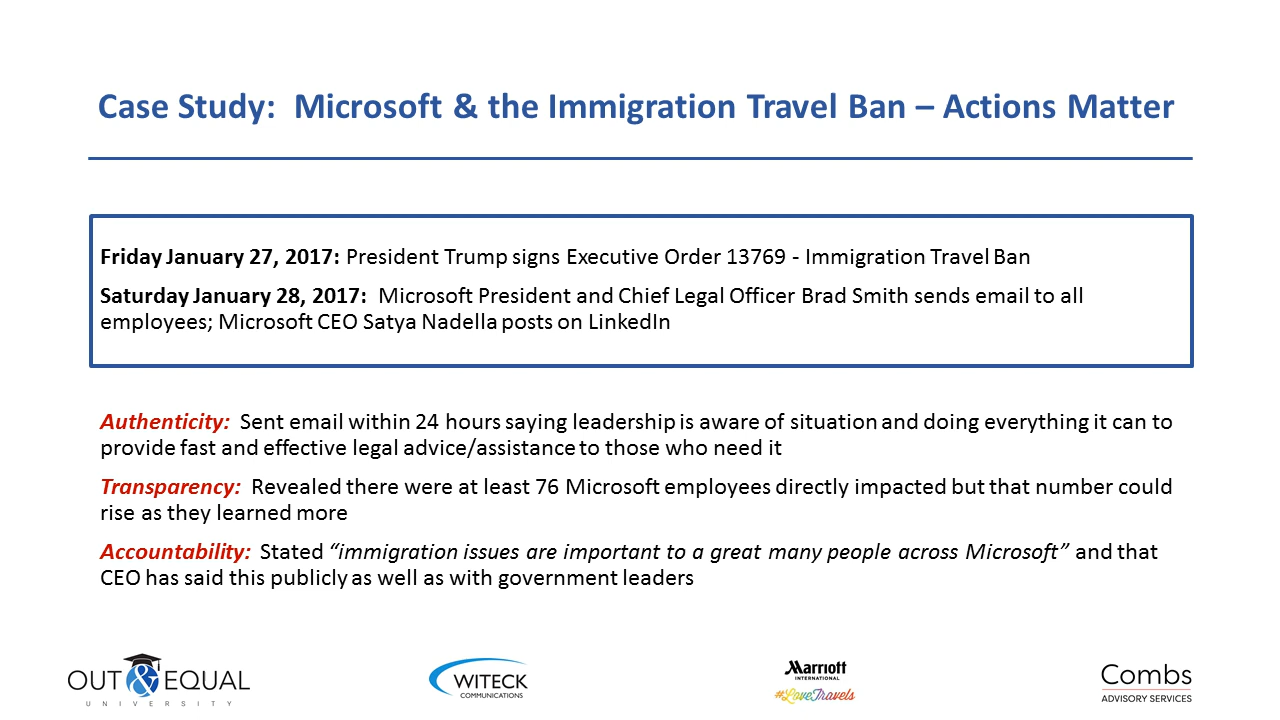 Case Study:  Microsoft & the Immigration Travel Ban – Actions Matter
Friday January 27, 2017: President Trump signs Executive Order 13769 - Immigration Travel Ban
Saturday January 28, 2017:  Microsoft President and Chief Legal Officer Brad Smith sends email to all
employees; Microsoft CEO Satya Nadella posts on LinkedIn
Authenticity:  Sent email within 24 hours saying leadership is aware of situation and doing everything it can to
provide fast and effective legal advice/assistance to those who need it
Transparency:  Revealed there were at least 76 Microsoft employees directly impacted but that number could
rise as they learned more
Accountability:  Stated “immigration issues are important to a great many people across Microsoft” and that
CEO has said this publicly as well as with government leaders
OUT & EQUAL
UNIVERSITY
WITECK
COMMUNICATIONS
Marriott
INTERNATIONAL
#LoveTravels
Combs
ADVISORY SERVICES